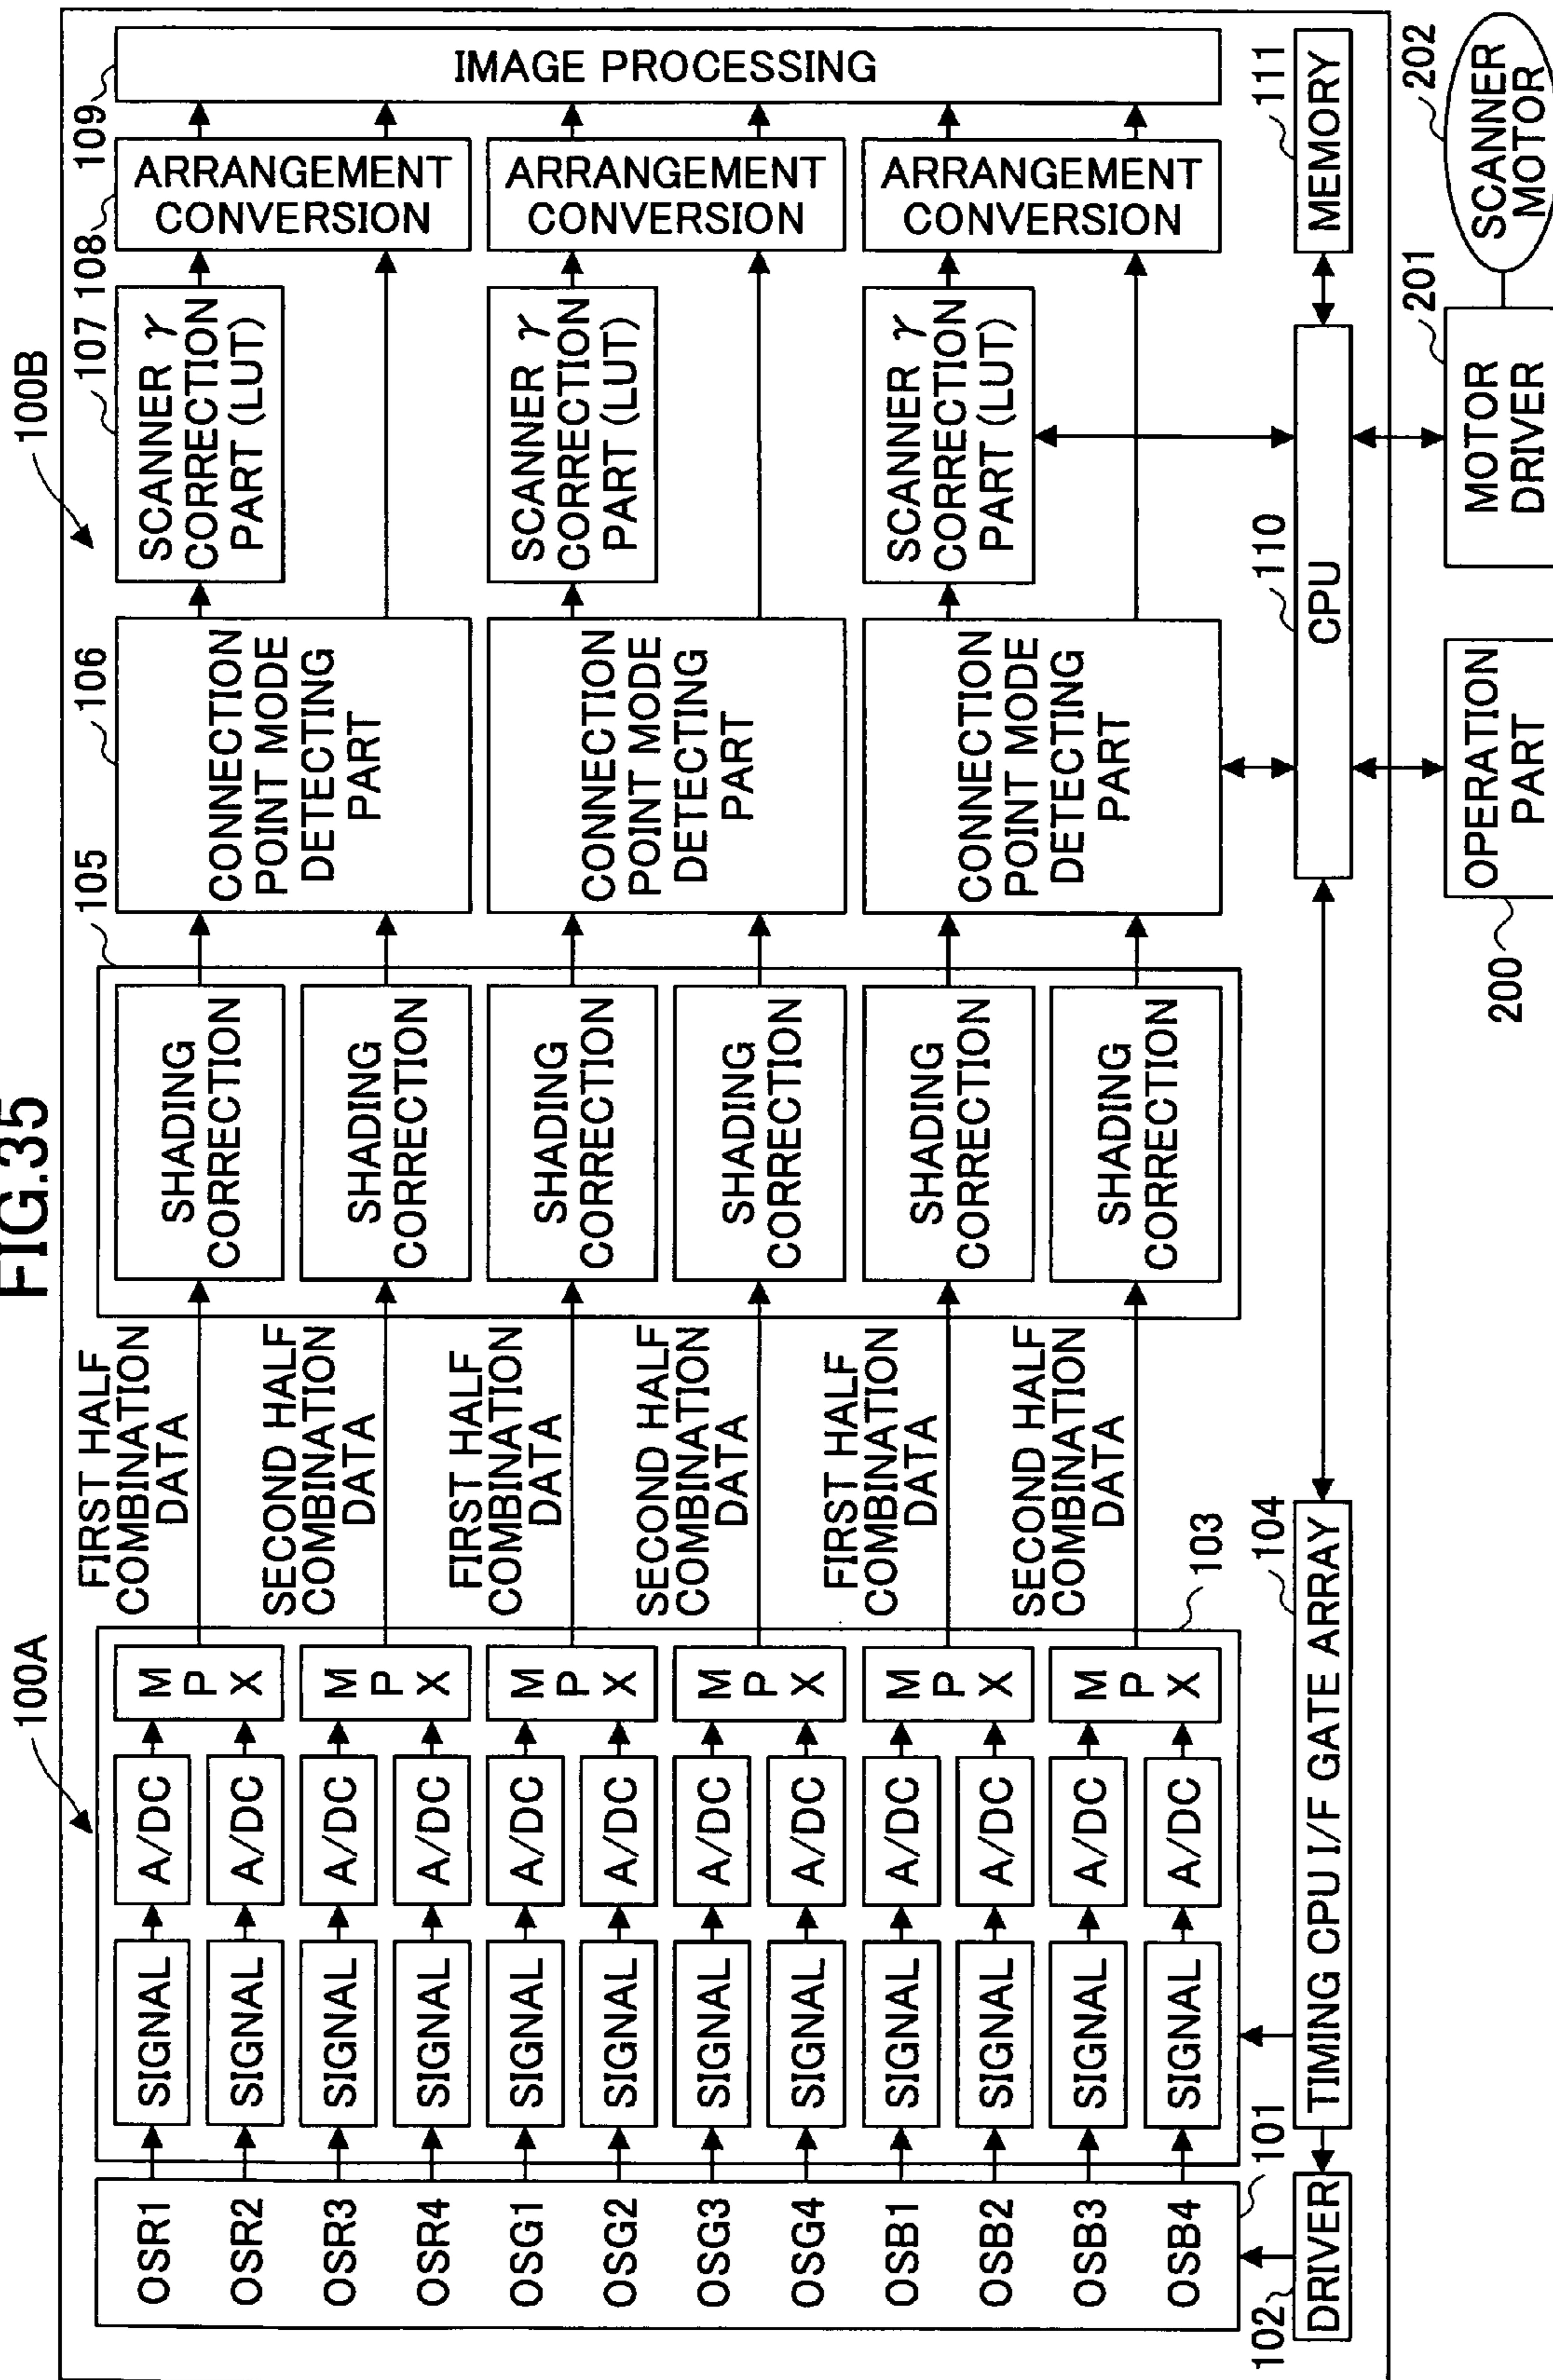 FIG.35
100A
100B
OSR1
OSR2
OSR3
OSR4
OSG1
OSG2
OSG3
OSG4
OSB1
OSB2
OSB3
OSB4
101
SIGNAL
SIGNAL
SIGNAL
SIGNAL
SIGNAL
SIGNAL
SIGNAL
SIGNAL
SIGNAL
SIGNAL
SIGNAL
SIGNAL
A/DC
A/DC
A/DC
A/DC
A/DC
A/DC
A/DC
A/DC
A/DC
A/DC
A/DC
A/DC
M
P
X
M
P
X
M
P
X
M
P
X
M
P
X
M
P
X
103
FIRST HALF
COMBINATION
DATA
SECOND HALF
COMBINATION
DATA
FIRST HALF
COMBINATION
DATA
SECOND HALF
COMBINATION
DATA
FIRST HALF
COMBINATION
DATA
SECOND HALF
COMBINATION
DATA
105
SHADING
CORRECTION
SHADING
CORRECTION
SHADING
CORRECTION
SHADING
CORRECTION
SHADING
CORRECTION
SHADING
CORRECTION
106
CONNECTION
POINT MODE
DETECTING
PART
CONNECTION
POINT MODE
DETECTING
PART
CONNECTION
POINT MODE
DETECTING
PART
107
SCANNER γ
CORRECTION
PART (LUT)
SCANNER γ
CORRECTION
PART (LUT)
SCANNER γ
CORRECTION
PART (LUT)
108
ARRANGEMENT
CONVERSION
ARRANGEMENT
CONVERSION
ARRANGEMENT
CONVERSION
109
IMAGE PROCESSING
102
DRIVER
104
TIMING CPU I/F GATE ARRAY
110
CPU
111
MEMORY
200
OPERATION
PART
201
MOTOR
DRIVER
202
SCANNER
MOTOR